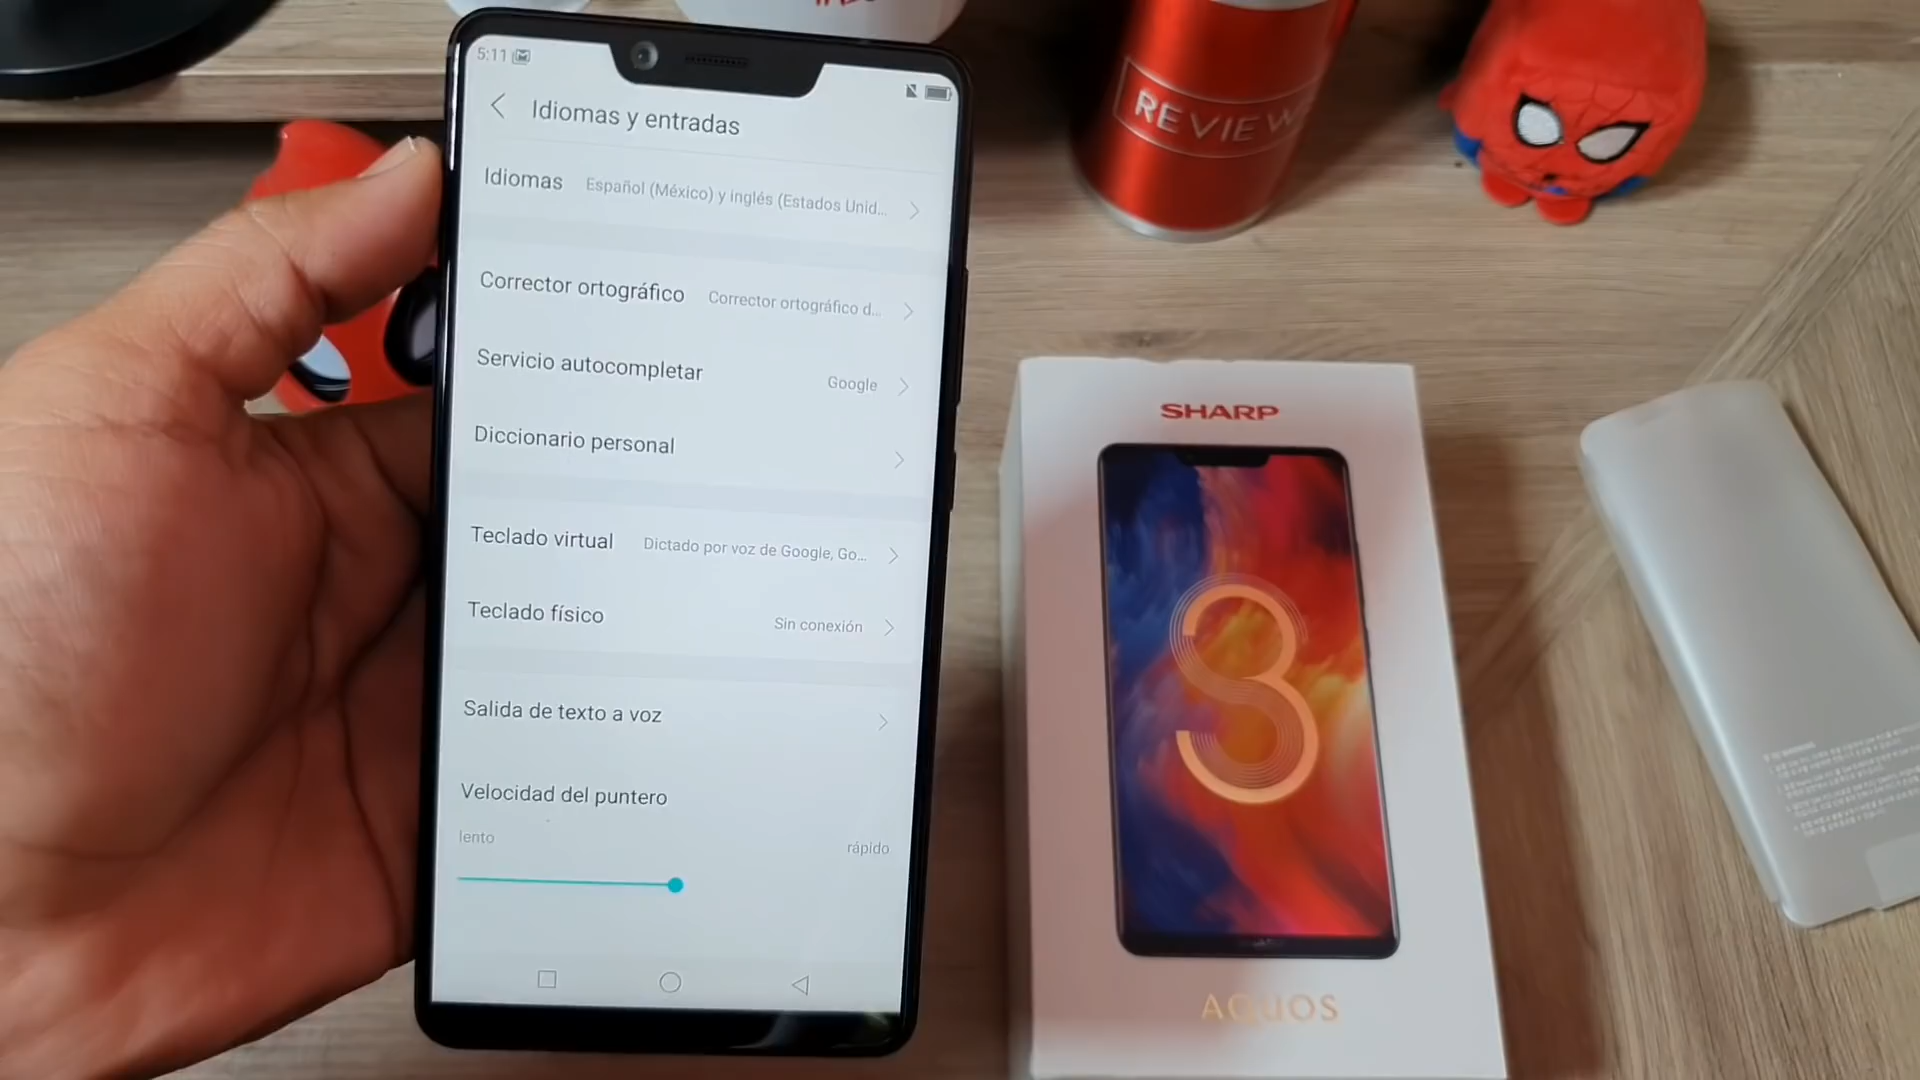 5:11
Idiomas y entradas
Idiomas Español (México) y inglés (Estados Unid...
Corrector ortográfico Corrector ortográfico d...
Servicio autocompletar Google
Diccionario personal
Teclado virtual Dictado por voz de Google, Go...
Teclado físico Sin conexión
Salida de texto a voz
Velocidad del puntero
lento rápido
REVIEWS
SHARP
AQUOS